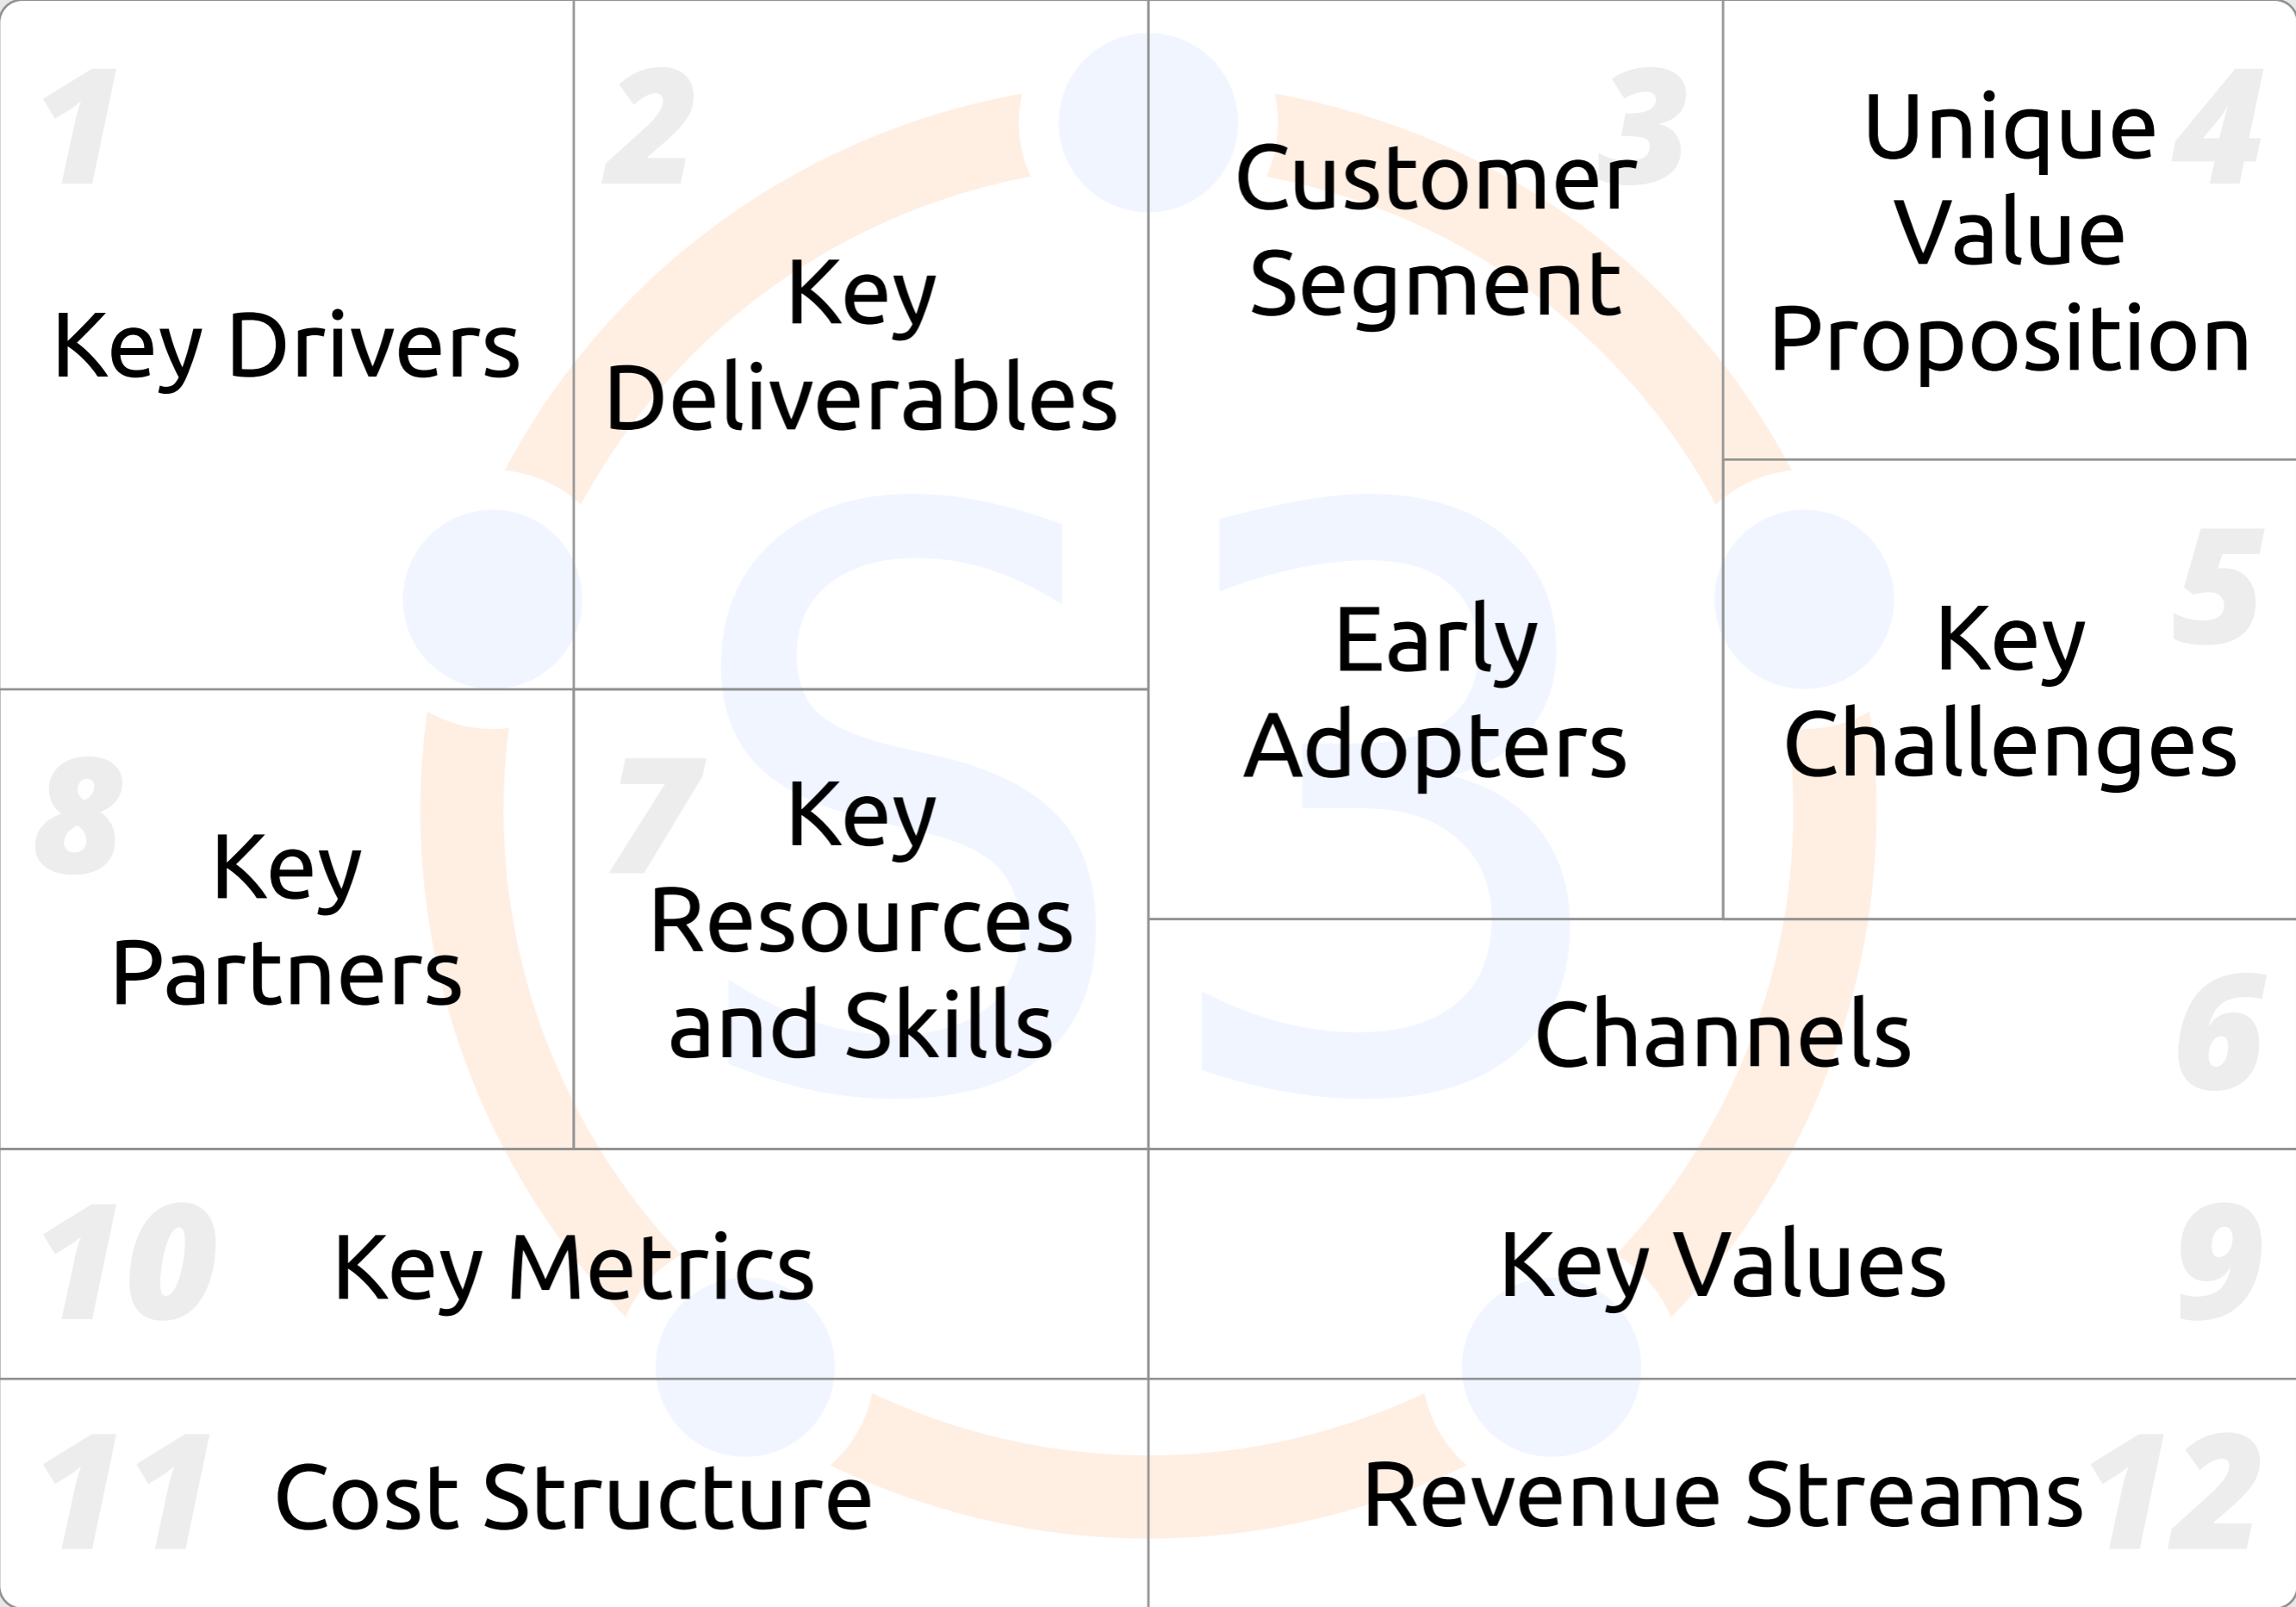 1
Key Drivers
2
Key
Deliverables
3
Customer
Segment
Early
Adopters
4
Unique
Value
Proposition
5
Key
Challenges
6
Channels
7
Key
Resources
and Skills
8
Key
Partners
9
Key Values
10
Key Metrics
11
Cost Structure
12
Revenue Streams
S3